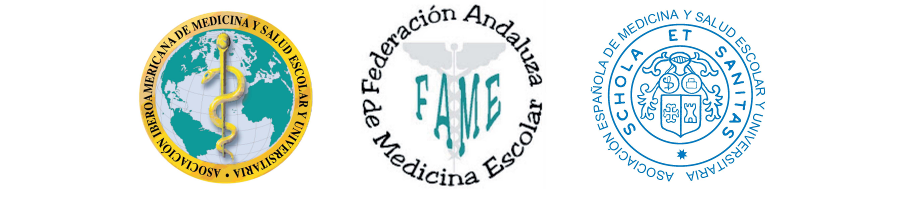 ASOCIACIÓN IBEROAMERICANA DE MEDICINA Y SALUD ESCOLAR Y UNIVERSITARIA •
Federación Andaluza
de Medicina Escolar
FAME
ASOCIACIÓN ESPAÑOLA DE MEDICINA Y SALUD ESCOLAR Y UNIVERSITARIA
SCHOLA ET SANITAS